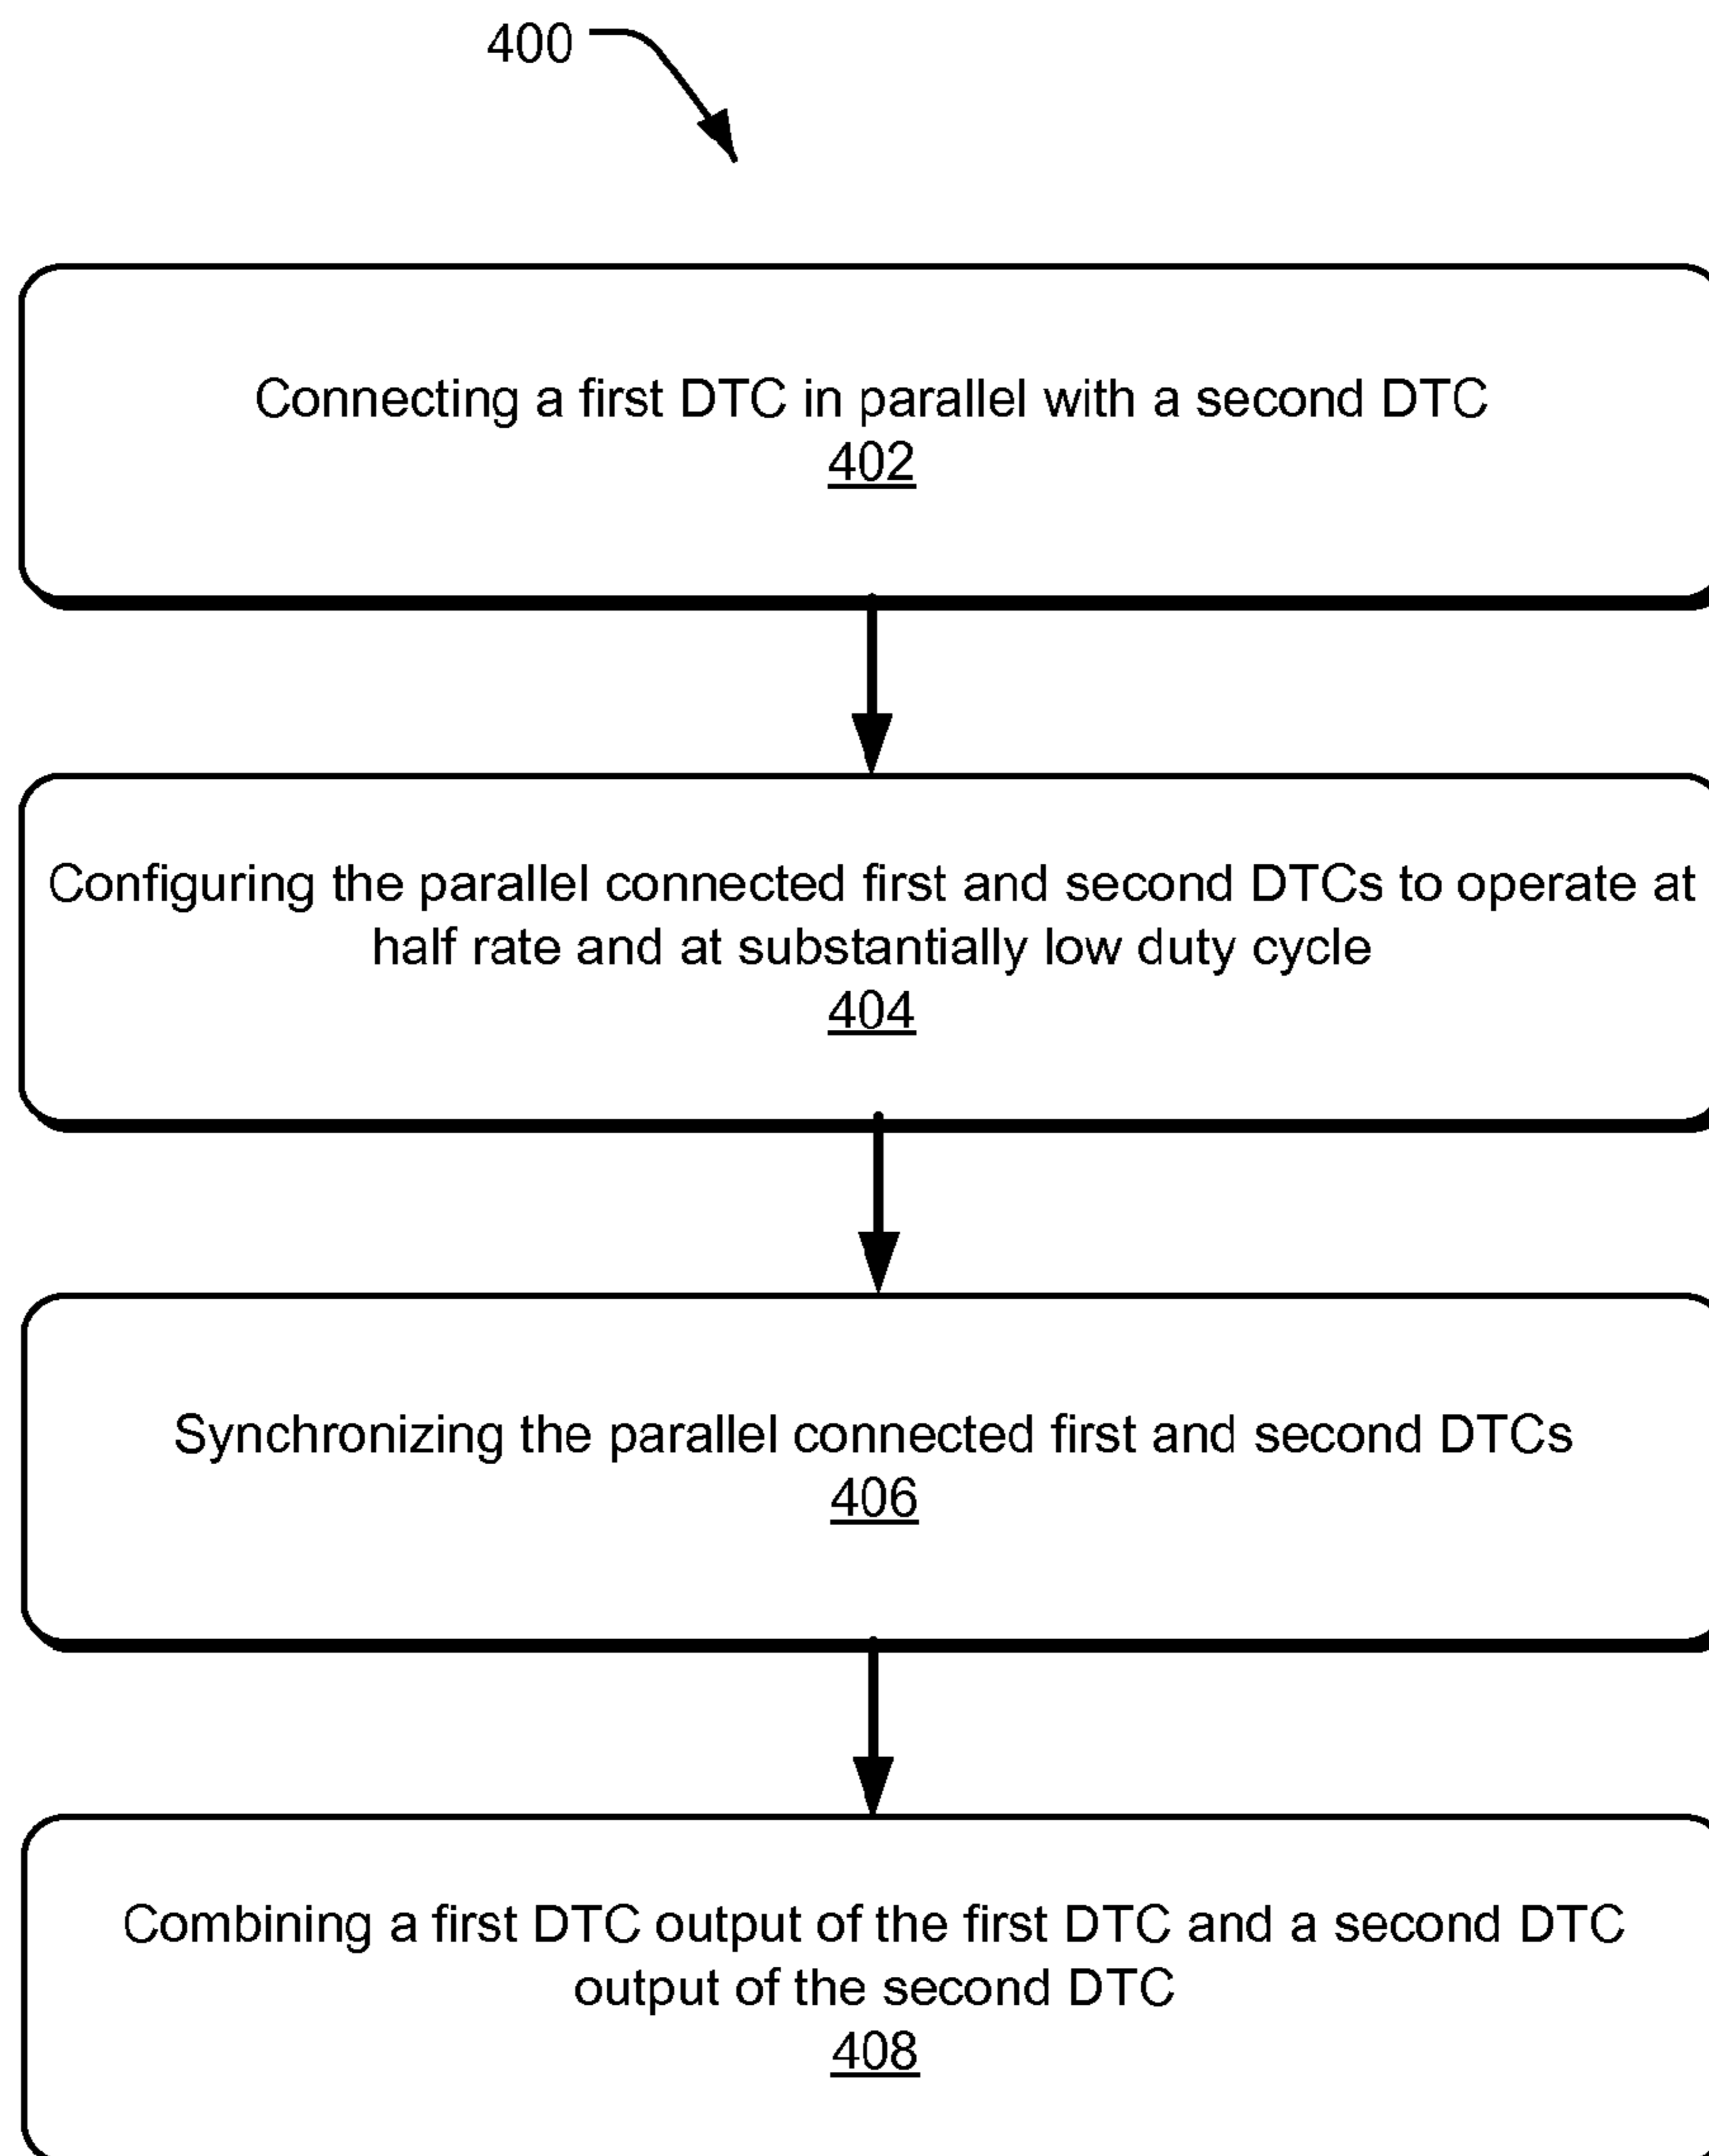 400
Connecting a first DTC in parallel with a second DTC
402
Configuring the parallel connected first and second DTCs to operate at
half rate and at substantially low duty cycle
404
Synchronizing the parallel connected first and second DTCs
406
Combining a first DTC output of the first DTC and a second DTC
output of the second DTC
408